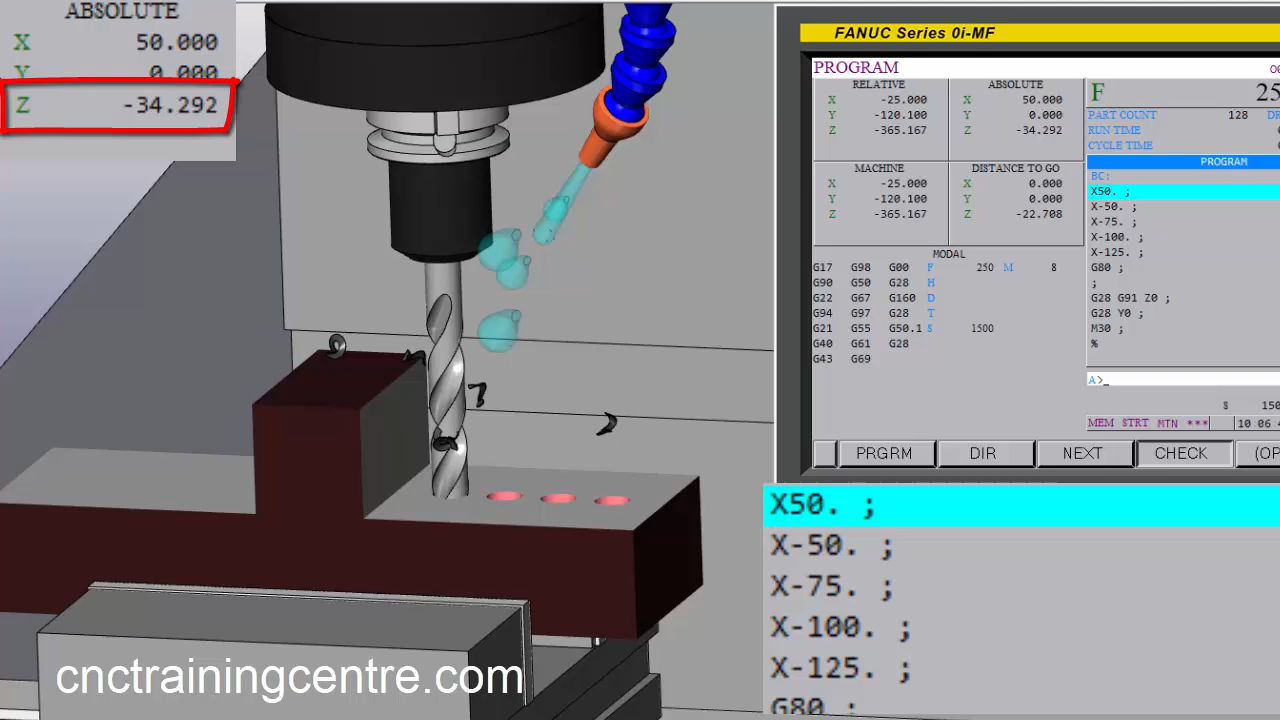 ABSOLUTE
X 50.000
Y 0.000
Z -34.292
FANUC Series 0i-MF
PROGRAM
RELATIVE
X -25.000
Y -120.100
Z -365.167
ABSOLUTE
X 50.000
Y 0.000
Z -34.292
MACHINE
X -25.000
Y -120.100
Z -365.167
DISTANCE TO GO
X 0.000
Y 0.000
Z -22.708
MODAL
G17 G98 G00 F 250 M 8
G90 G50 G28 H
G22 G67 G160 D
G94 G97 G28 T
G21 G55 G50.1 S 1500
G40 G61 G28
G43 G69
F 25
PART COUNT 128
RUN TIME
CYCLE TIME
PROGRAM
BC:
X50. ;
X-50. ;
X-75. ;
X-100. ;
X-125. ;
G80 ;
;
G28 G91 Z0 ;
G28 Y0 ;
M30 ;
%
A>_
S 150
MEM STRT MTN *** 10 06
PRGRM DIR NEXT CHECK (OP
X50. ;
X-50. ;
X-75. ;
X-100. ;
X-125. ;
G80 ;
cnctrainingcentre.com